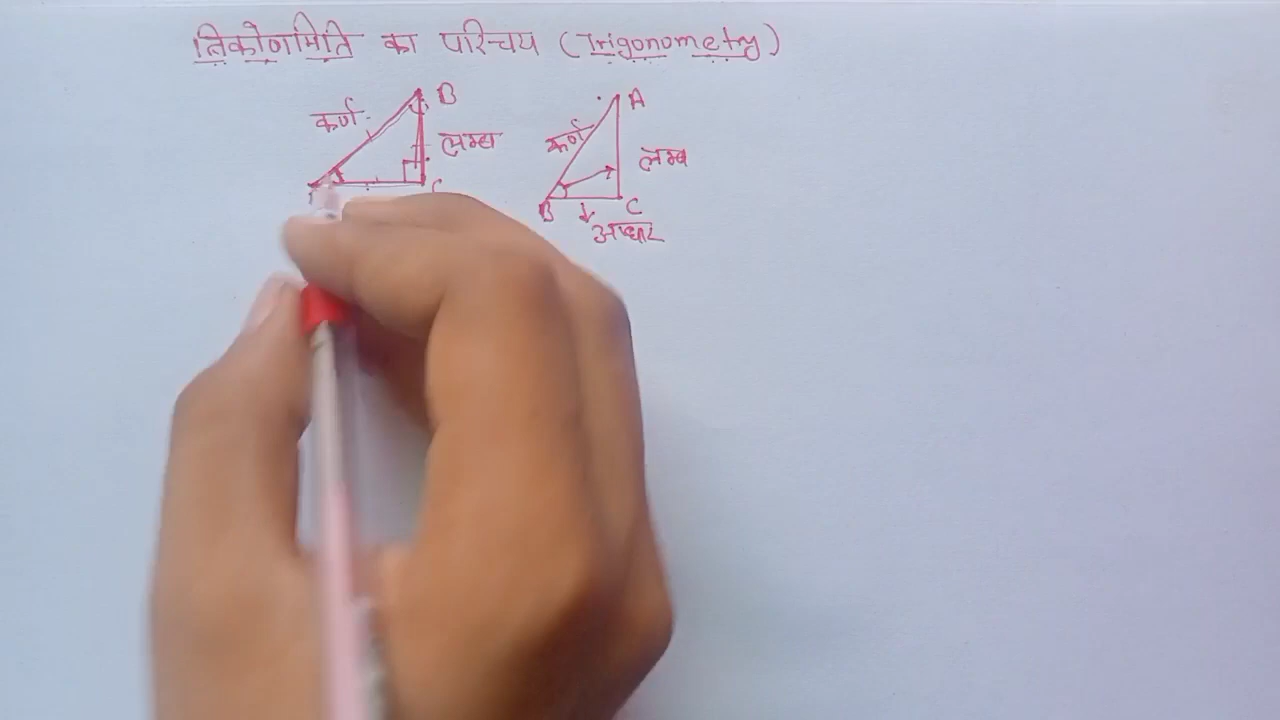 त्रिकोणमिति का परिचय (Trigonometry)
B
कर्ण
लम्ब
A
कर्ण
लम्ब
B
C
आधार